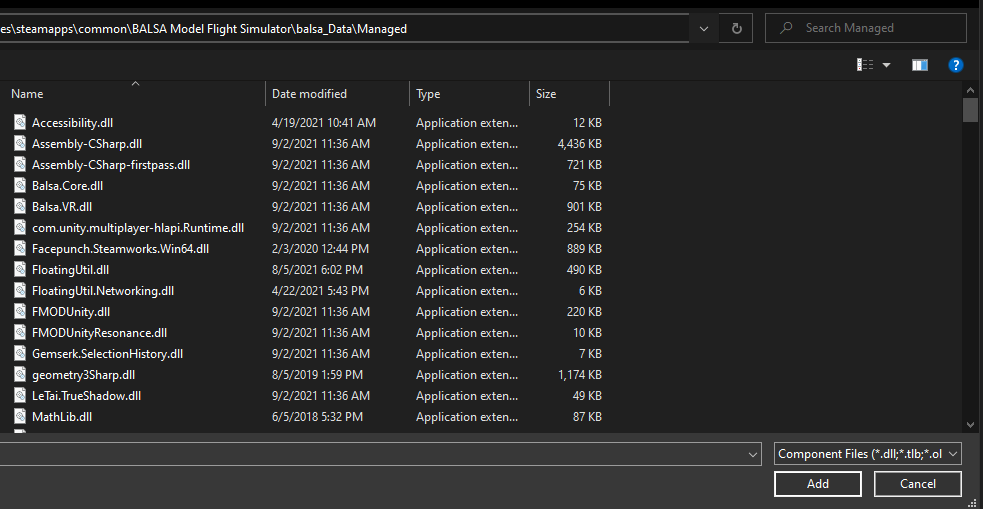 es\steamapps\common\BALSA Model Flight Simulator\balsa_Data\Managed Search Managed
Name Date modified Type Size
Accessibility.dll 4/19/2021 10:41 AM Application exten... 12 KB
Assembly-CSharp.dll 9/2/2021 11:36 AM Application exten... 4,436 KB
Assembly-CSharp-firstpass.dll 9/2/2021 11:36 AM Application exten... 721 KB
Balsa.Core.dll 9/2/2021 11:36 AM Application exten... 75 KB
Balsa.VR.dll 9/2/2021 11:36 AM Application exten... 901 KB
com.unity.multiplayer-hlapi.Runtime.dll 9/2/2021 11:36 AM Application exten... 254 KB
Facepunch.Steamworks.Win64.dll 2/3/2020 12:44 PM Application exten... 889 KB
FloatingUtil.dll 8/5/2021 6:02 PM Application exten... 490 KB
FloatingUtil.Networking.dll 4/22/2021 5:43 PM Application exten... 6 KB
FMODUnity.dll 9/2/2021 11:36 AM Application exten... 220 KB
FMODUnityResonance.dll 9/2/2021 11:36 AM Application exten... 10 KB
Gemserk.SelectionHistory.dll 9/2/2021 11:36 AM Application exten... 7 KB
geometry3Sharp.dll 8/5/2019 1:59 PM Application exten... 1,174 KB
LeTai.TrueShadow.dll 9/2/2021 11:36 AM Application exten... 49 KB
MathLib.dll 6/5/2018 5:32 PM Application exten... 87 KB
Component Files (*.dll;*.tlb;*.ol
Add Cancel